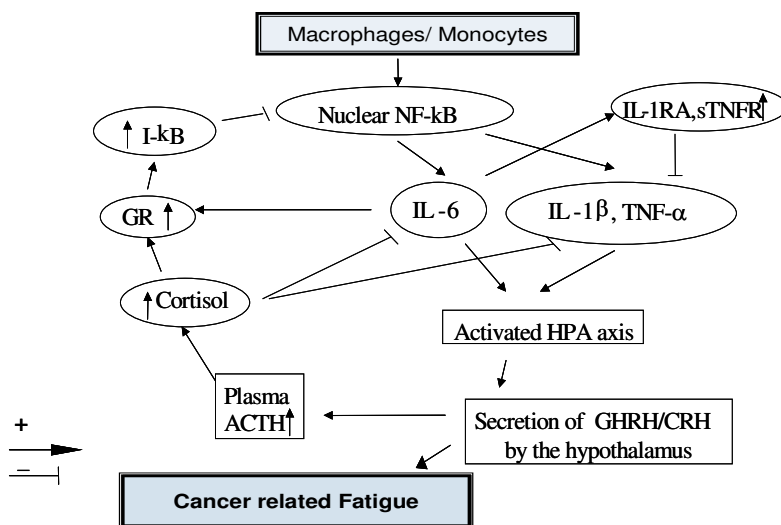 Macrophages/ Monocytes
Nuclear NF-kB
IL-1RA,sTNFR
I-kB
GR
IL -6
IL -1β, TNF-α
Cortisol
Activated HPA axis
Plasma
ACTH
Secretion of GHRH/CRH
by the hypothalamus
+
–
Cancer related Fatigue